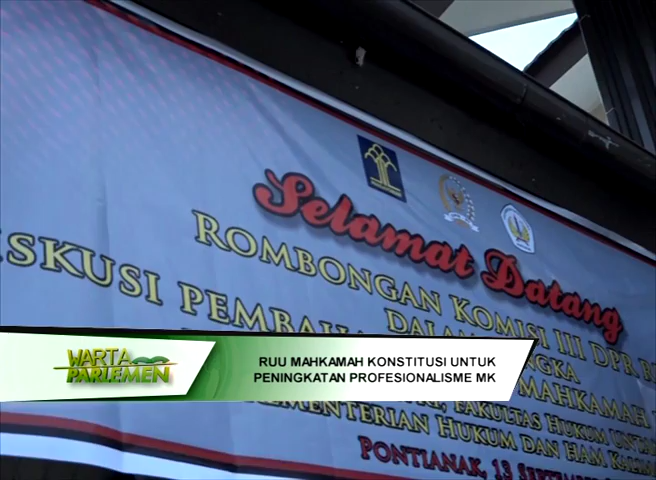 Selamat Datang
ROMBONGAN KOMISI III DPR
DISKUSI PEMBAHA
DALAM
MAHKAMAH
FAKULTAS HUKUM
KEMENTERIAN HUKUM DAN HAM
PONTIANAK, 13
WARTA
PARLEMEN
RUU MAHKAMAH KONSTITUSI UNTUK
PENINGKATAN PROFESIONALISME MK